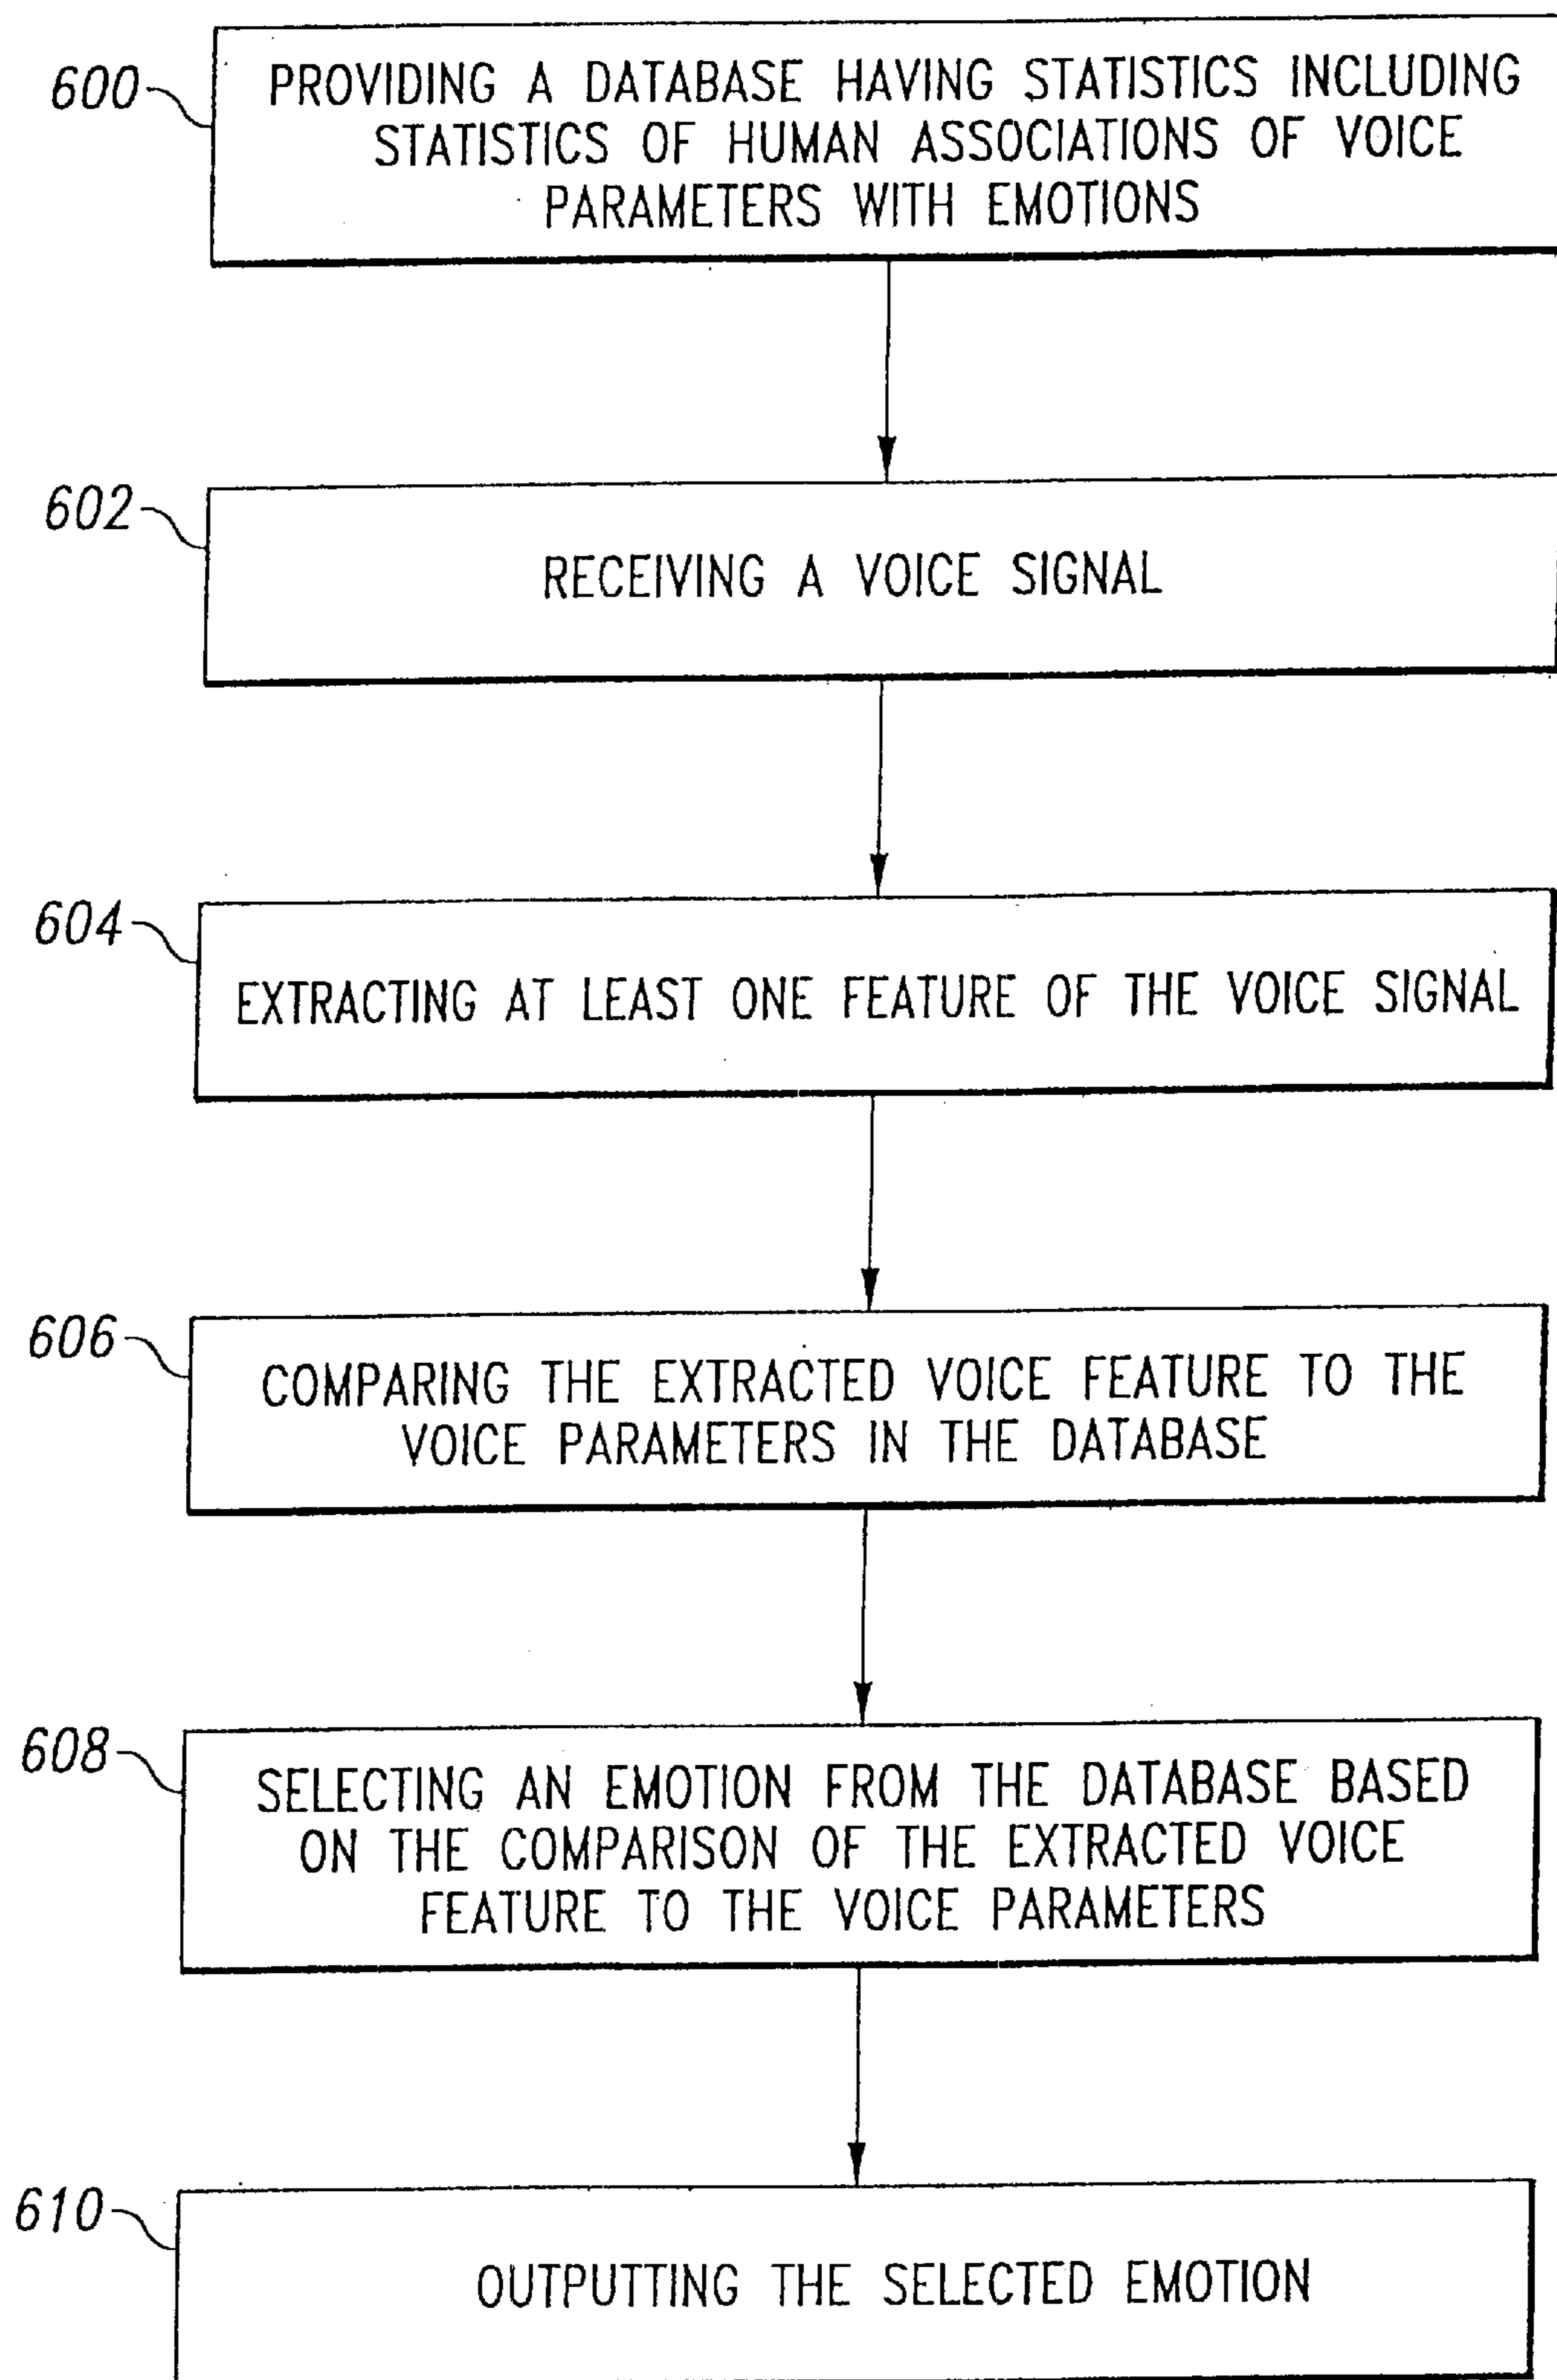 600
PROVIDING A DATABASE HAVING STATISTICS INCLUDING
STATISTICS OF HUMAN ASSOCIATIONS OF VOICE
PARAMETERS WITH EMOTIONS
602
RECEIVING A VOICE SIGNAL
604
EXTRACTING AT LEAST ONE FEATURE OF THE VOICE SIGNAL
606
COMPARING THE EXTRACTED VOICE FEATURE TO THE
VOICE PARAMETERS IN THE DATABASE
608
SELECTING AN EMOTION FROM THE DATABASE BASED
ON THE COMPARISON OF THE EXTRACTED VOICE
FEATURE TO THE VOICE PARAMETERS
610
OUTPUTTING THE SELECTED EMOTION